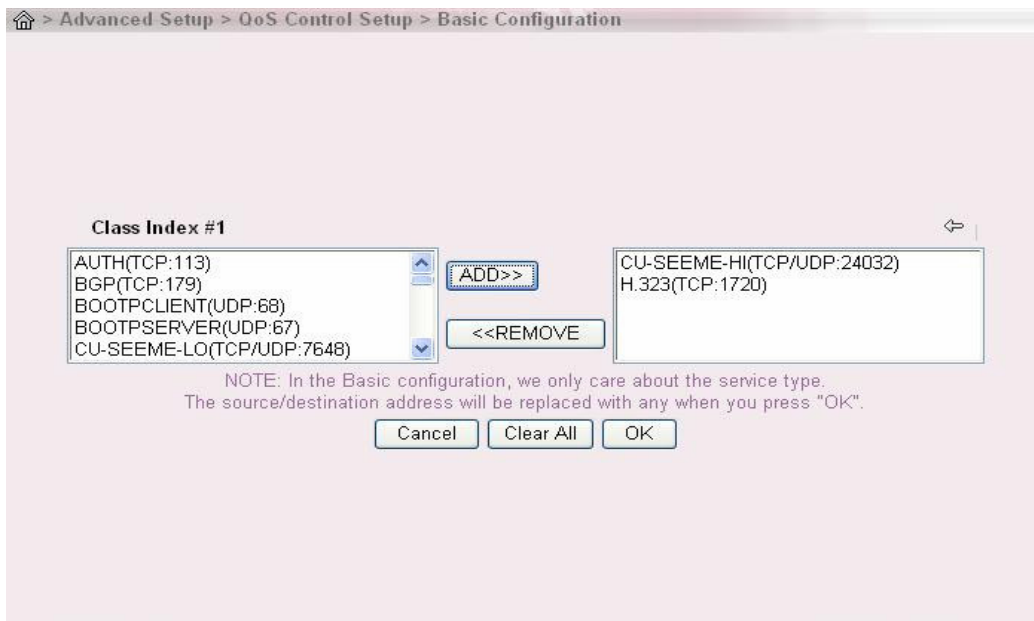 > Advanced Setup > QoS Control Setup > Basic Configuration
Class Index #1
AUTH(TCP:113)
BGP(TCP:179)
BOOTPCLIENT(UDP:68)
BOOTPSERVER(UDP:67)
CU-SEEME-LO(TCP/UDP:7648)
ADD>>
<<REMOVE
CU-SEEME-HI(TCP/UDP:24032)
H.323(TCP:1720)
NOTE: In the Basic configuration, we only care about the service type.
The source/destination address will be replaced with any when you press "OK".
Cancel Clear All OK